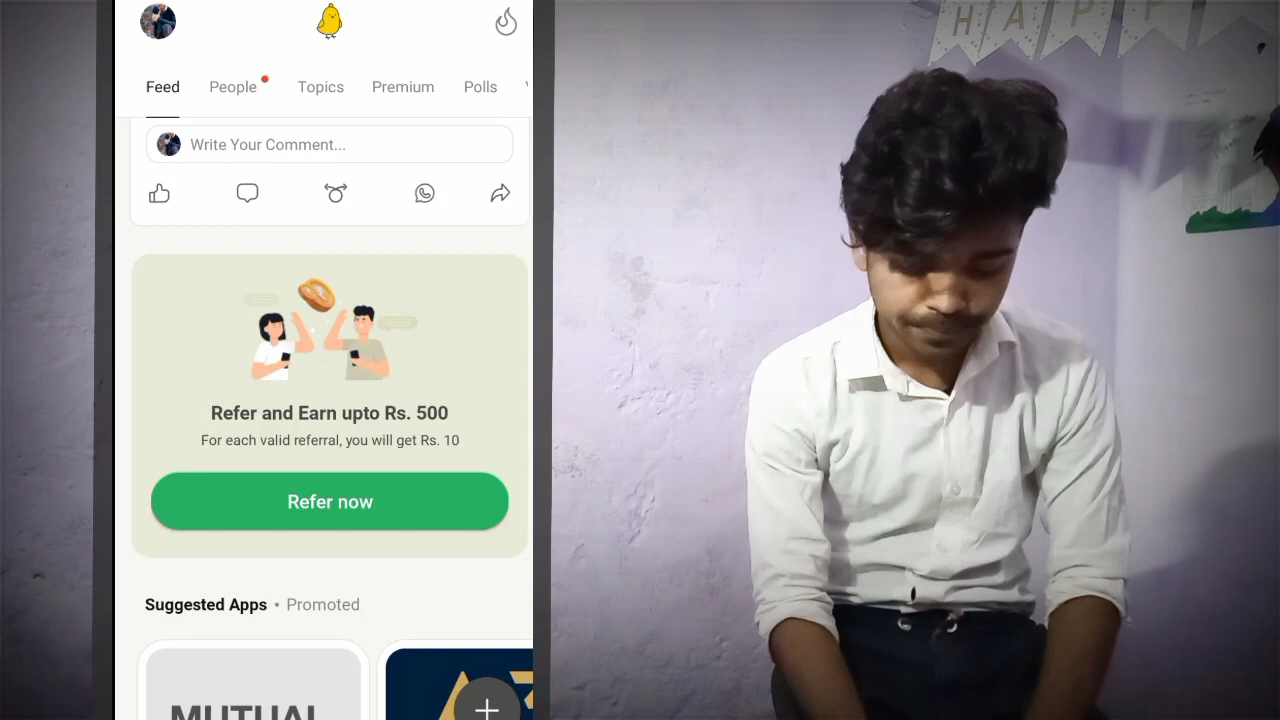 Feed People Topics Premium Polls
Write Your Comment...
Refer and Earn upto Rs. 500
For each valid referral, you will get Rs. 10
Refer now
Suggested Apps • Promoted
MUTUAL
HAPP